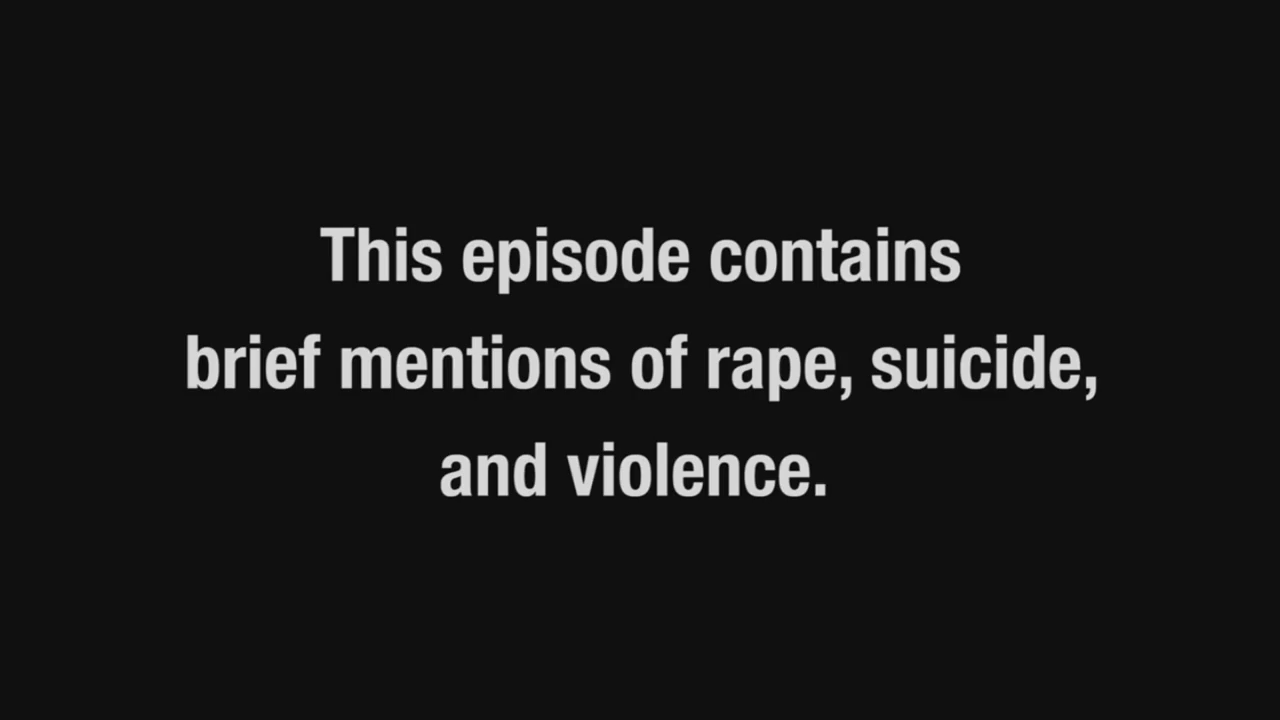 This episode contains
brief mentions of rape, suicide,
and violence.